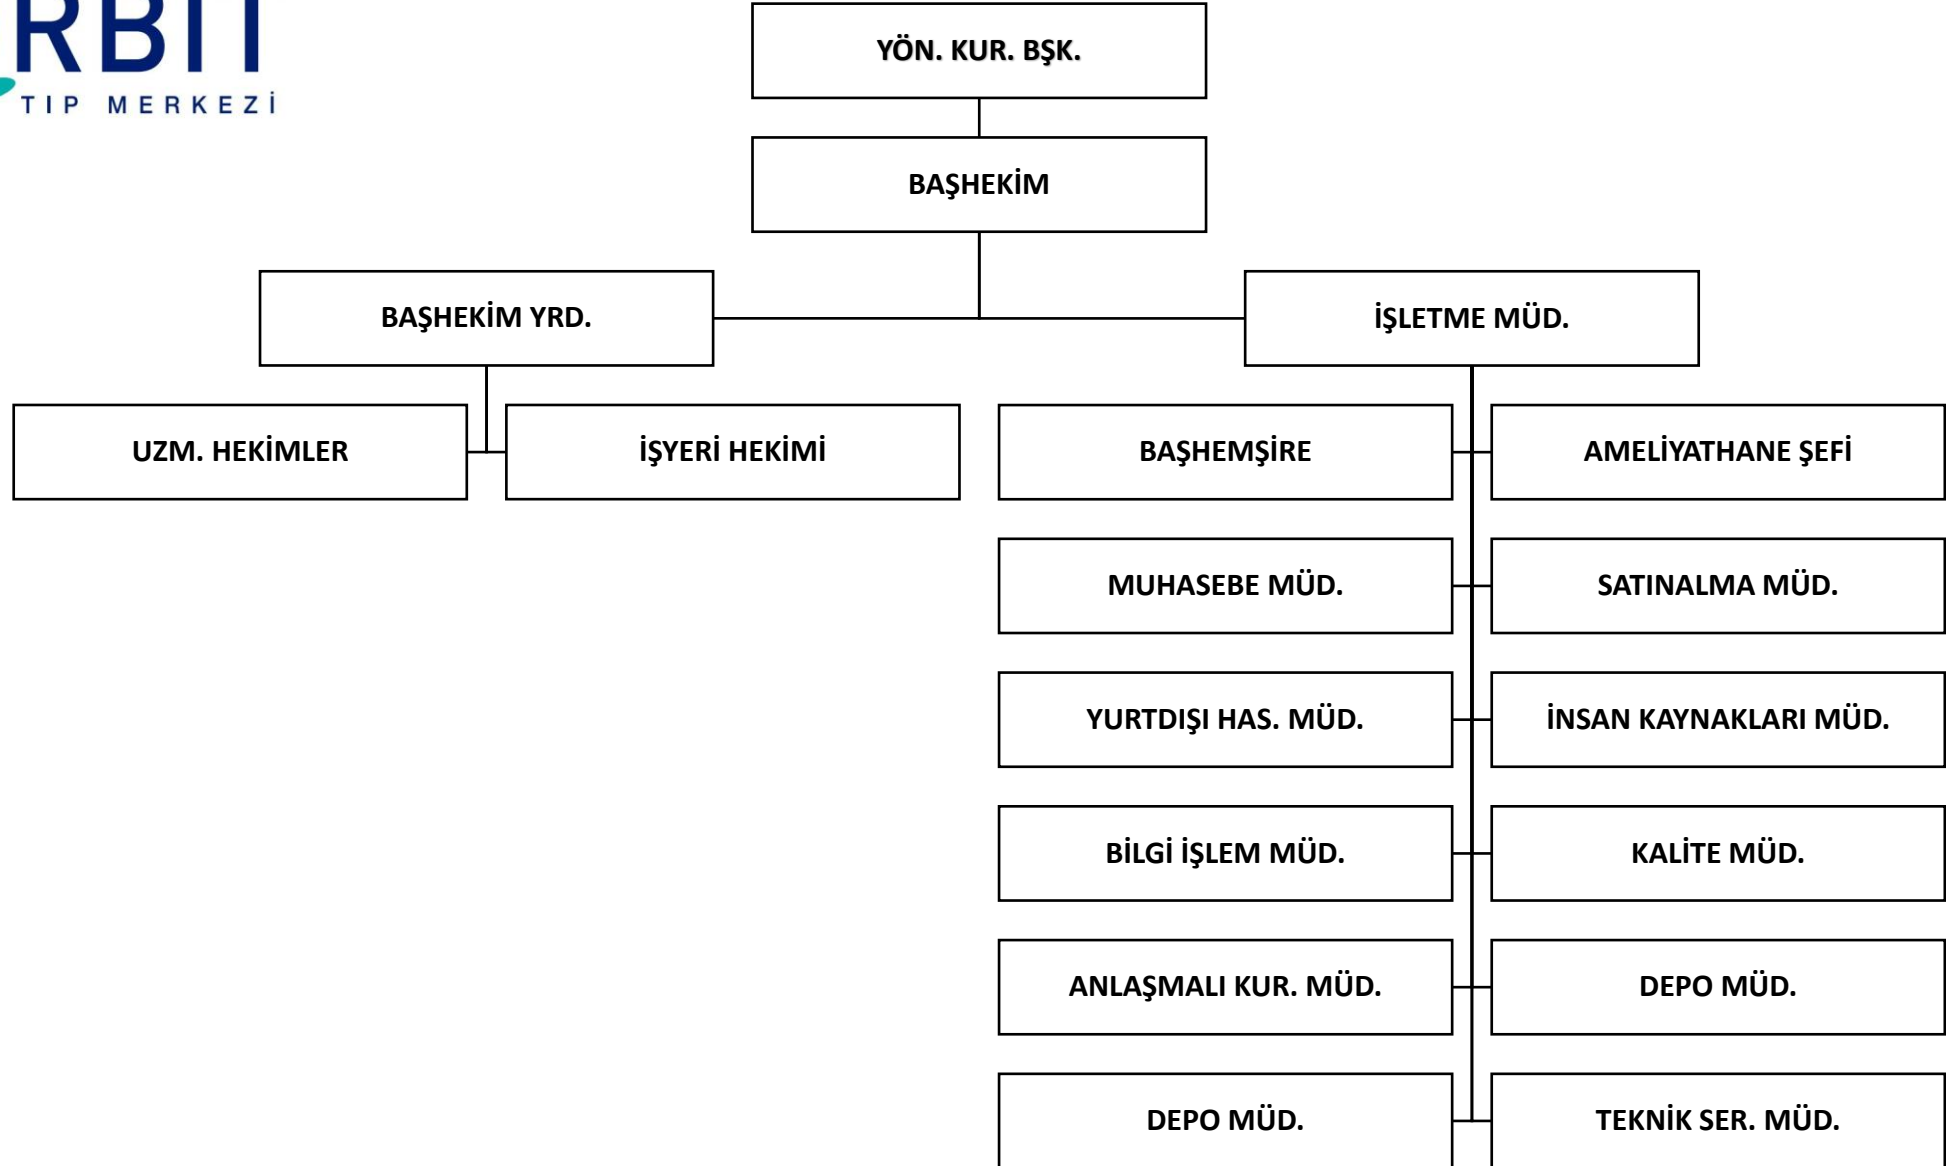 TIP MERKEZİ
YÖN. KUR. BŞK.
BAŞHEKİM
BAŞHEKİM YRD.
İŞLETME MÜD.
UZM. HEKİMLER
İŞYERİ HEKİMİ
BAŞHEMŞİRE
AMELİYATHANE ŞEFİ
MUHASEBE MÜD.
SATINALMA MÜD.
YURTDIŞI HAS. MÜD.
İNSAN KAYNAKLARI MÜD.
BİLGİ İŞLEM MÜD.
KALİTE MÜD.
ANLAŞMALI KUR. MÜD.
DEPO MÜD.
DEPO MÜD.
TEKNİK SER. MÜD.